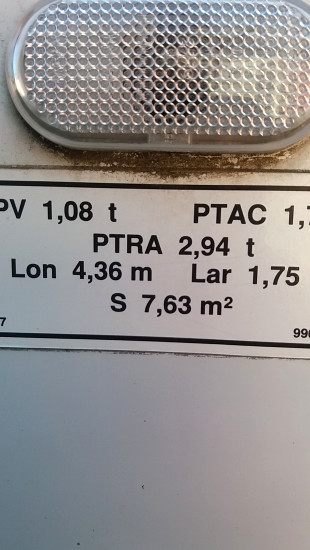 PV 1,08 t PTAC 1,7
PTRA 2,94 t
Lon 4,36 m Lar 1,75
S 7,63 m²
7 990